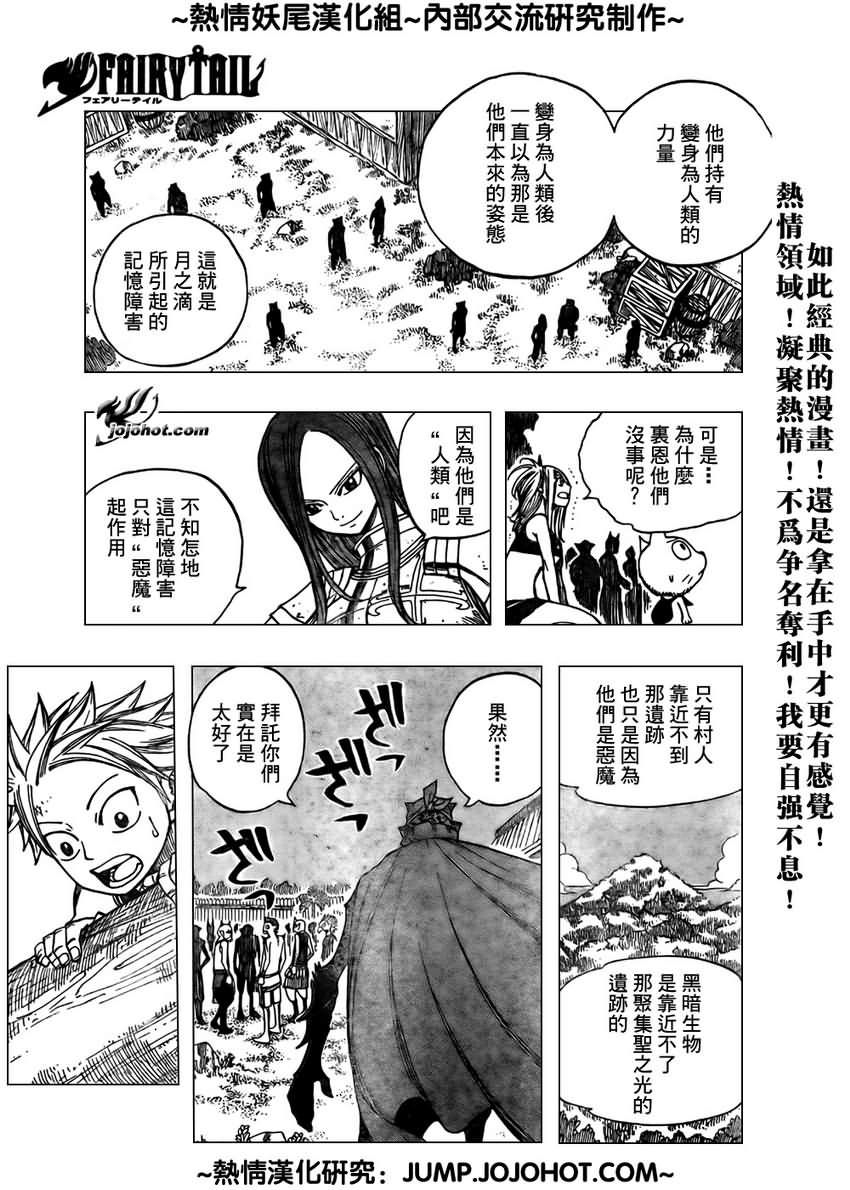 ~熱情妖尾漢化組~內部交流研究制作~
FAIRY TAIL
フェアリーテイル
他們持有
變身為人類的
力量
變身為人類後
一直以為那是
他們本來的姿態
這就是
月之滴
所引起的
記憶障害
可是…
為什麼
裏恩他們
沒事呢?
因為他們是
“人類“吧
不知怎地
這記憶障害
只對“惡魔“
起作用
jojohot.com
只有村人
靠近不到
那遺跡
也只是因為
他們是惡魔
黑暗生物
是靠近不了
那聚集聖之光的
遺跡的
果然……
拜託你們
實在是
太好了
ざっ
ざっ
ざっ
如此經典的漫畫!還是拿在手中才更有感覺!
熱情領域!凝聚熱情!不爲争名奪利!我要自强不息!
~熱情漢化研究: JUMP.JOJOHOT.COM~